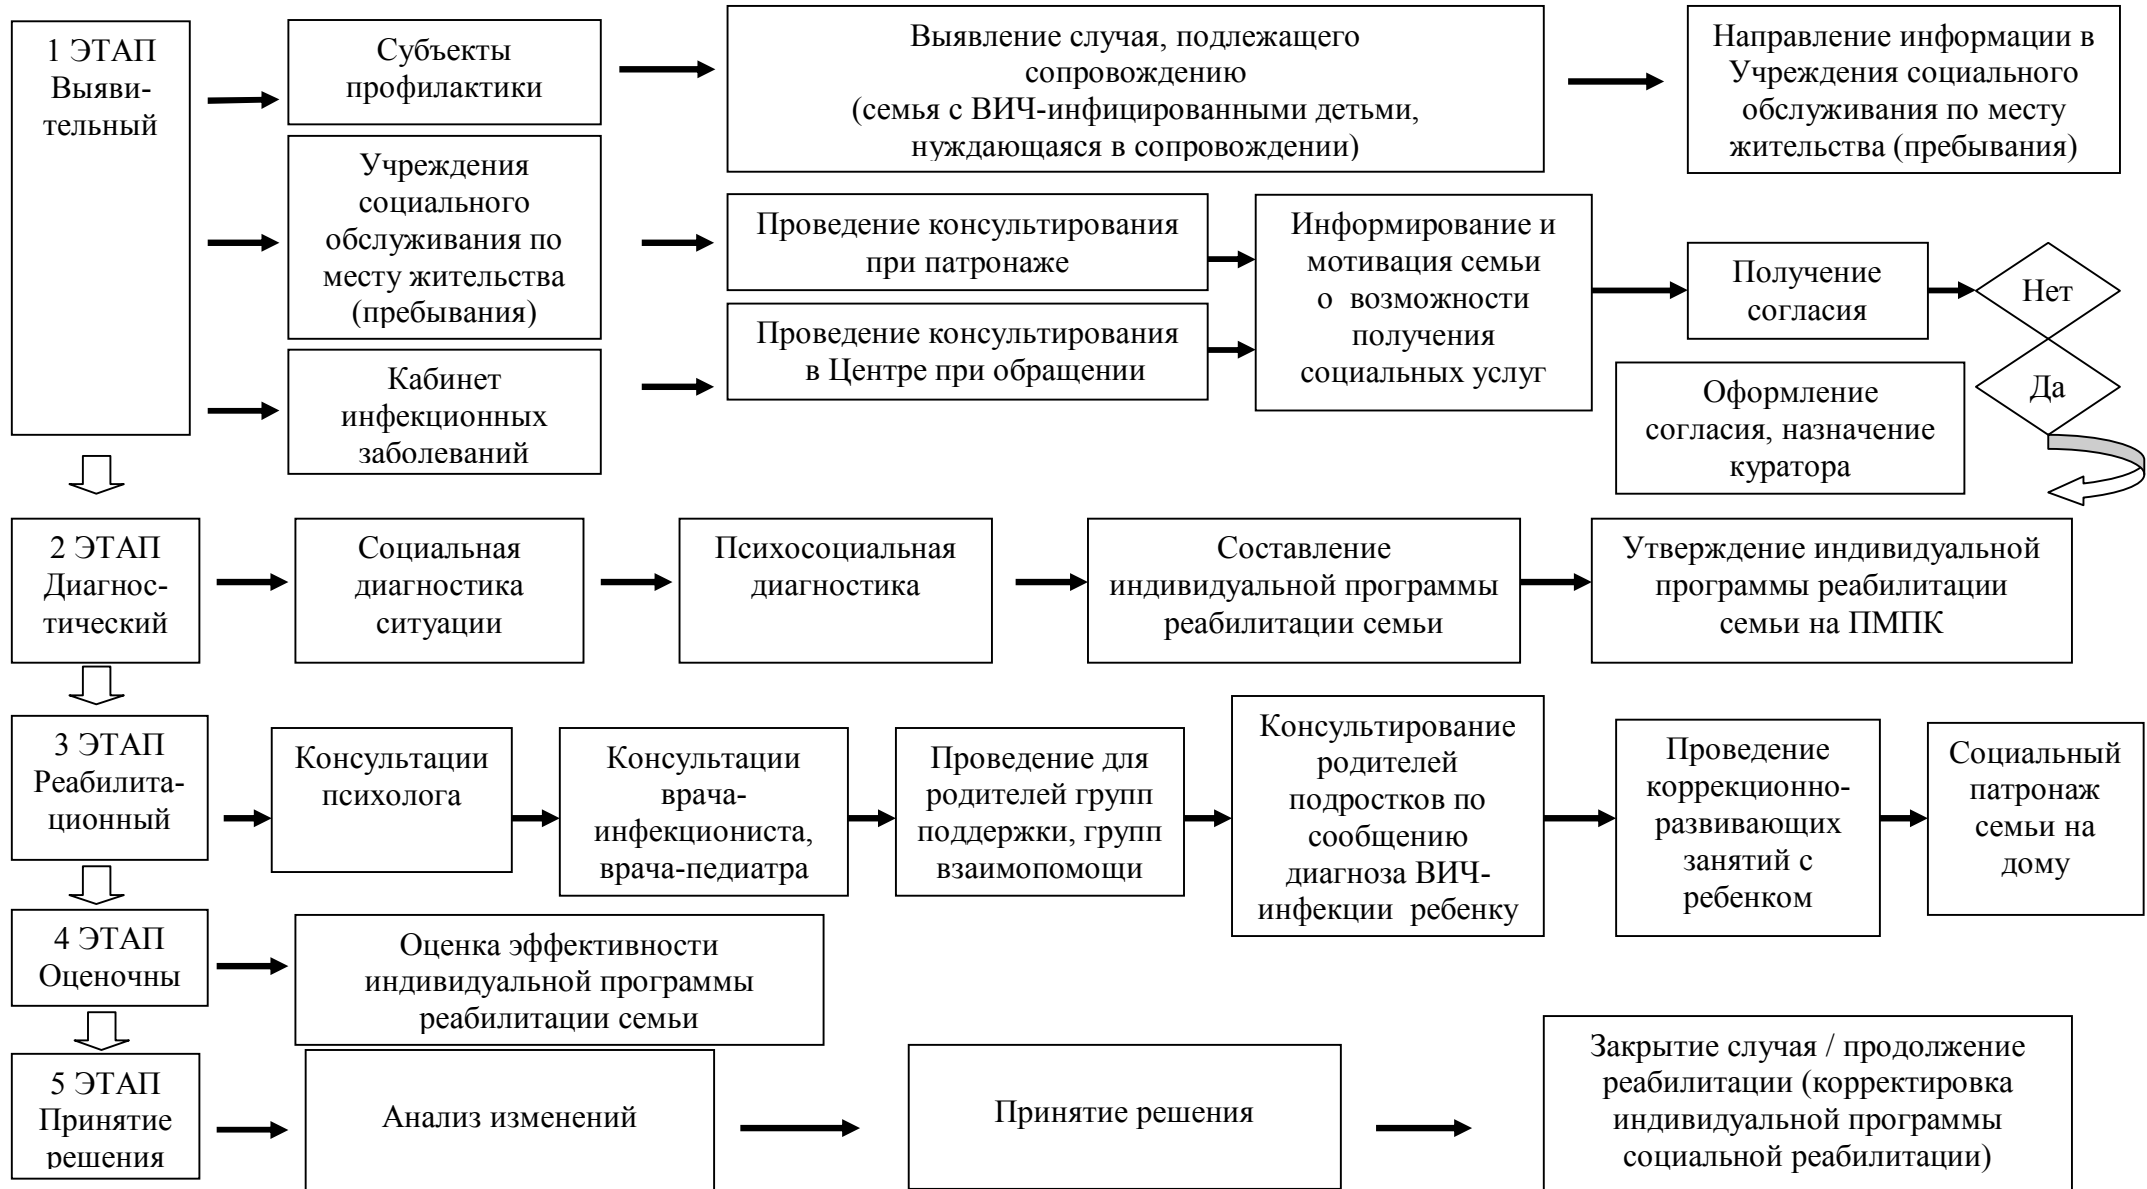 1 ЭТАП
Выяви-
тельный
Субъекты
профилактики
Выявление случая, подлежащего
сопровождению
(семья с ВИЧ-инфицированными детьми,
нуждающаяся в сопровождении)
Направление информации в
Учреждения социального
обслуживания по месту
жительства (пребывания)
Учреждения
социального
обслуживания по
месту жительства
(пребывания)
Проведение консультирования
при патронаже
Проведение консультирования
в Центре при обращении
Информирование и
мотивация семьи
о возможности
получения
социальных услуг
Получение
согласия
Нет
Да
Оформление
согласия, назначение
куратора
Кабинет
инфекционных
заболеваний
2 ЭТАП
Диагнос-
тический
Социальная
диагностика
ситуации
Психосоциальная
диагностика
Составление
индивидуальной программы
реабилитации семьи
Утверждение индивидуальной
программы реабилитации
семьи на ПМПК
3 ЭТАП
Реабилита-
ционный
Консультации
психолога
Консультации
врача-
инфекциониста,
врача-педиатра
Проведение для
родителей групп
поддержки, групп
взаимопомощи
Консультирование
родителей
подростков по
сообщению
диагноза ВИЧ-
инфекции ребенку
Проведение
коррекционно-
развивающих
занятий с
ребенком
Социальный
патронаж
семьи на
дому
4 ЭТАП
Оценочны
Оценка эффективности
индивидуальной программы
реабилитации семьи
5 ЭТАП
Принятие
решения
Анализ изменений
Принятие решения
Закрытие случая / продолжение
реабилитации (корректировка
индивидуальной программы
социальной реабилитации)